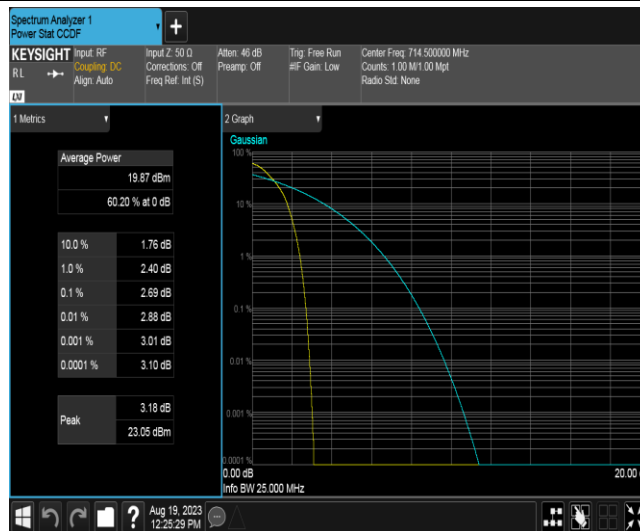 Spectrum Analyzer 1
Power Stat CCDF
+
KEYSIGHT
RL
Input: RF
Coupling: DC
Align: Auto
Input Z: 50 Ω
Corrections: Off
Freq Ref: Int (S)
Atten: 46 dB
Preamp: Off
Trig: Free Run
#IF Gain: Low
Center Freq: 714.500000 MHz
Counts: 1.00 M/1.00 Mpt
Radio Std: None
LXI
1 Metrics
Average Power
19.87 dBm
60.20 % at 0 dB
10.0 % 1.76 dB
1.0 % 2.40 dB
0.1 % 2.69 dB
0.01 % 2.88 dB
0.001 % 3.01 dB
0.0001 % 3.10 dB
Peak 3.18 dB
23.05 dBm
2 Graph
Gaussian
100 %
10 %
1 %
0.1 %
0.01 %
0.001 %
0.0001 %
0.00 dB 20.00
Info BW 25.000 MHz
?
Aug 19, 2023
12:25:29 PM